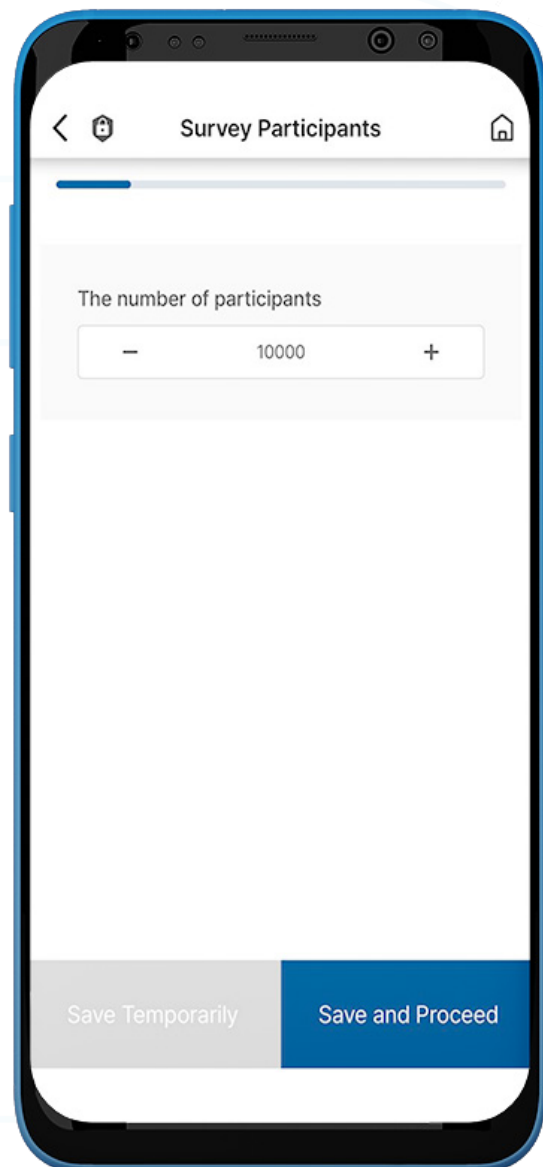 Survey Participants
The number of participants
− 10000 +
Save Temporarily
Save and Proceed